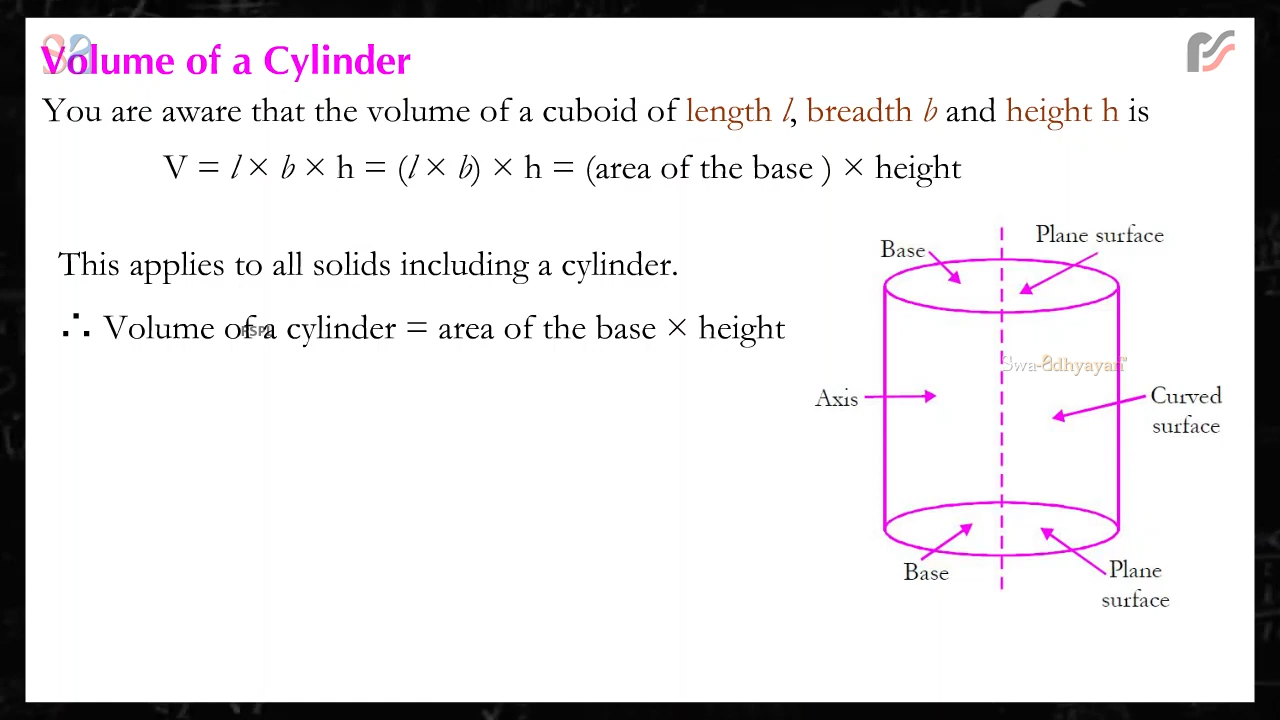 Volume of a Cylinder
You are aware that the volume of a cuboid of length l, breadth b and height h is
V = l × b × h = (l × b) × h = (area of the base ) × height
This applies to all solids including a cylinder.
∴ Volume of a cylinder = area of the base × height
Base
Plane surface
Swa-adhyayan™
Axis
Curved
surface
Base
Plane
surface